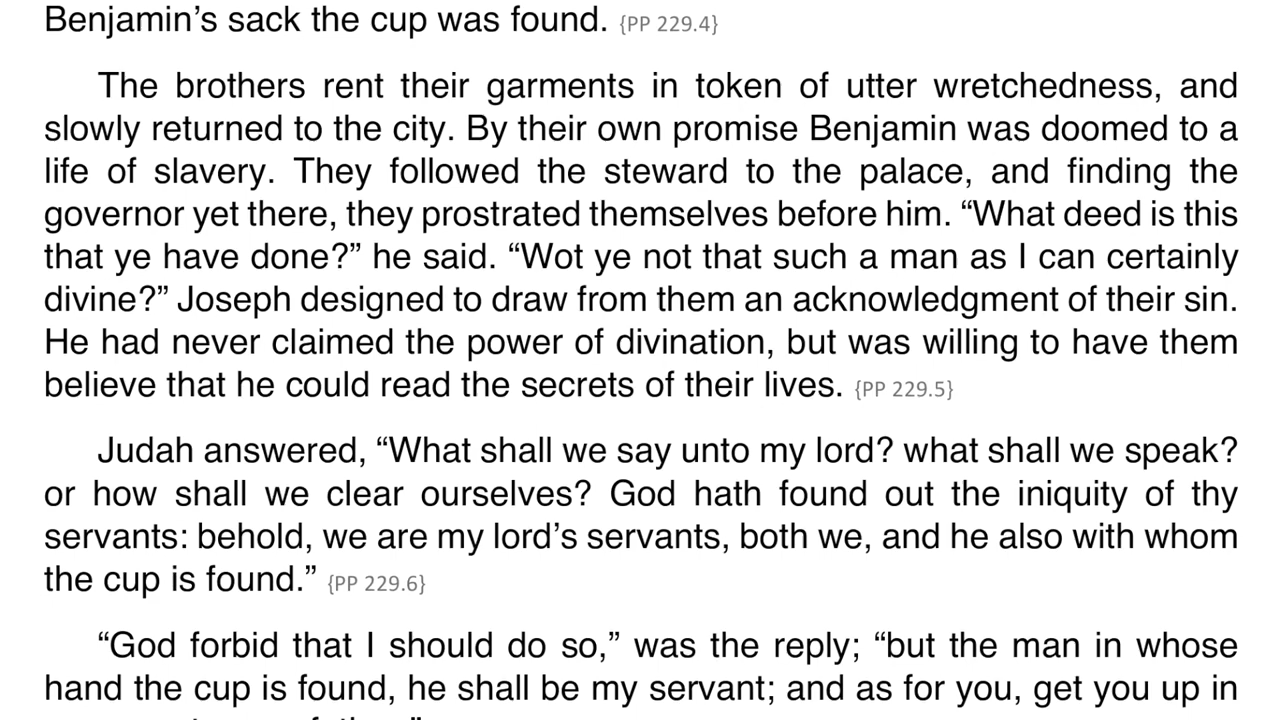 Benjamin’s sack the cup was found. {PP 229.4}
The brothers rent their garments in token of utter wretchedness, and
slowly returned to the city. By their own promise Benjamin was doomed to a
life of slavery. They followed the steward to the palace, and finding the
governor yet there, they prostrated themselves before him. “What deed is this
that ye have done?” he said. “Wot ye not that such a man as I can certainly
divine?” Joseph designed to draw from them an acknowledgment of their sin.
He had never claimed the power of divination, but was willing to have them
believe that he could read the secrets of their lives. {PP 229.5}
Judah answered, “What shall we say unto my lord? what shall we speak?
or how shall we clear ourselves? God hath found out the iniquity of thy
servants: behold, we are my lord’s servants, both we, and he also with whom
the cup is found.” {PP 229.6}
“God forbid that I should do so,” was the reply; “but the man in whose
hand the cup is found, he shall be my servant; and as for you, get you up in